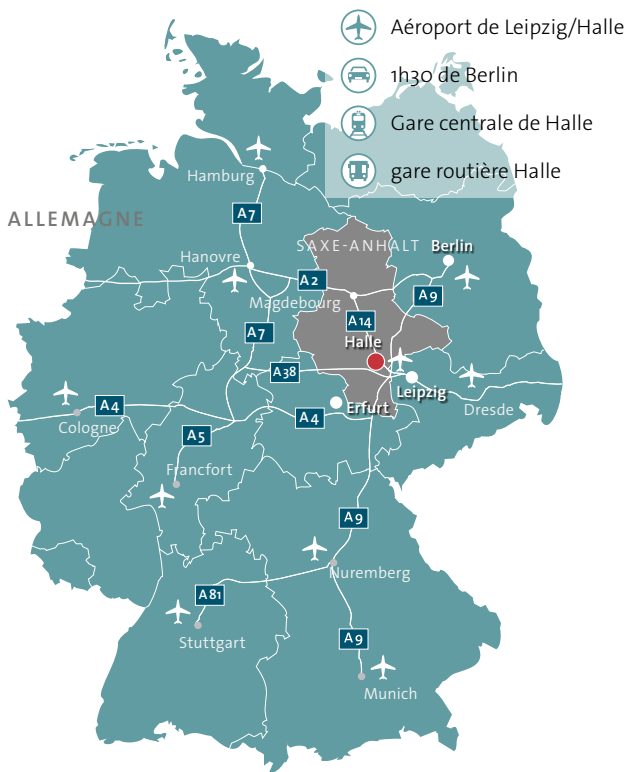 Aéroport de Leipzig/Halle
1h30 de Berlin
Gare centrale de Halle
gare routière Halle
Hamburg
A7
ALLEMAGNE
SAXE-ANHALT
Berlin
Hanovre
A2
A9
Magdebourg
A14
A7
Halle
A38
Leipzig
A4
Erfurt
A4
Dresde
Cologne
A5
Francfort
A9
Nuremberg
A81
Stuttgart
A9
Munich